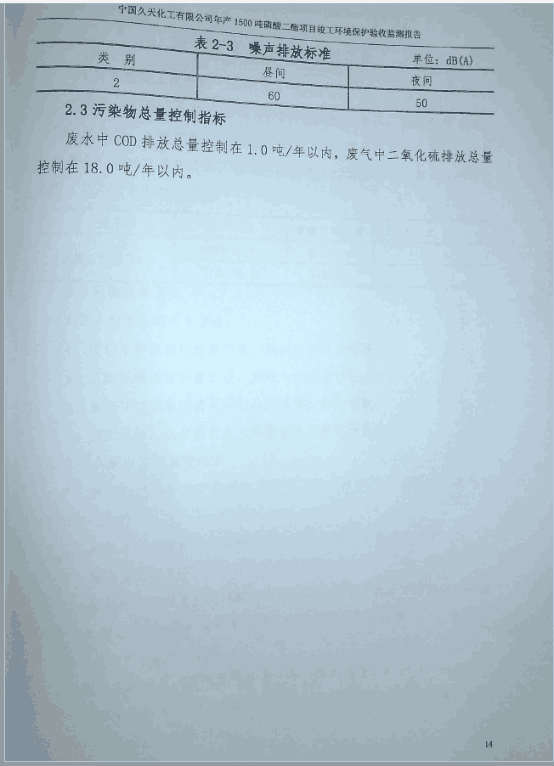 宁国久天化工有限公司年产1500吨磷酸二酯项目竣工环境保护验收监测报告
表 2-3 噪声排放标准 单位：dB(A)
类 别 昼间 夜间
2 60 50
2.3 污染物总量控制指标
废水中 COD 排放总量控制在 1.0 吨/年以内，废气中二氧化硫排放总量
控制在 18.0 吨/年以内。
14